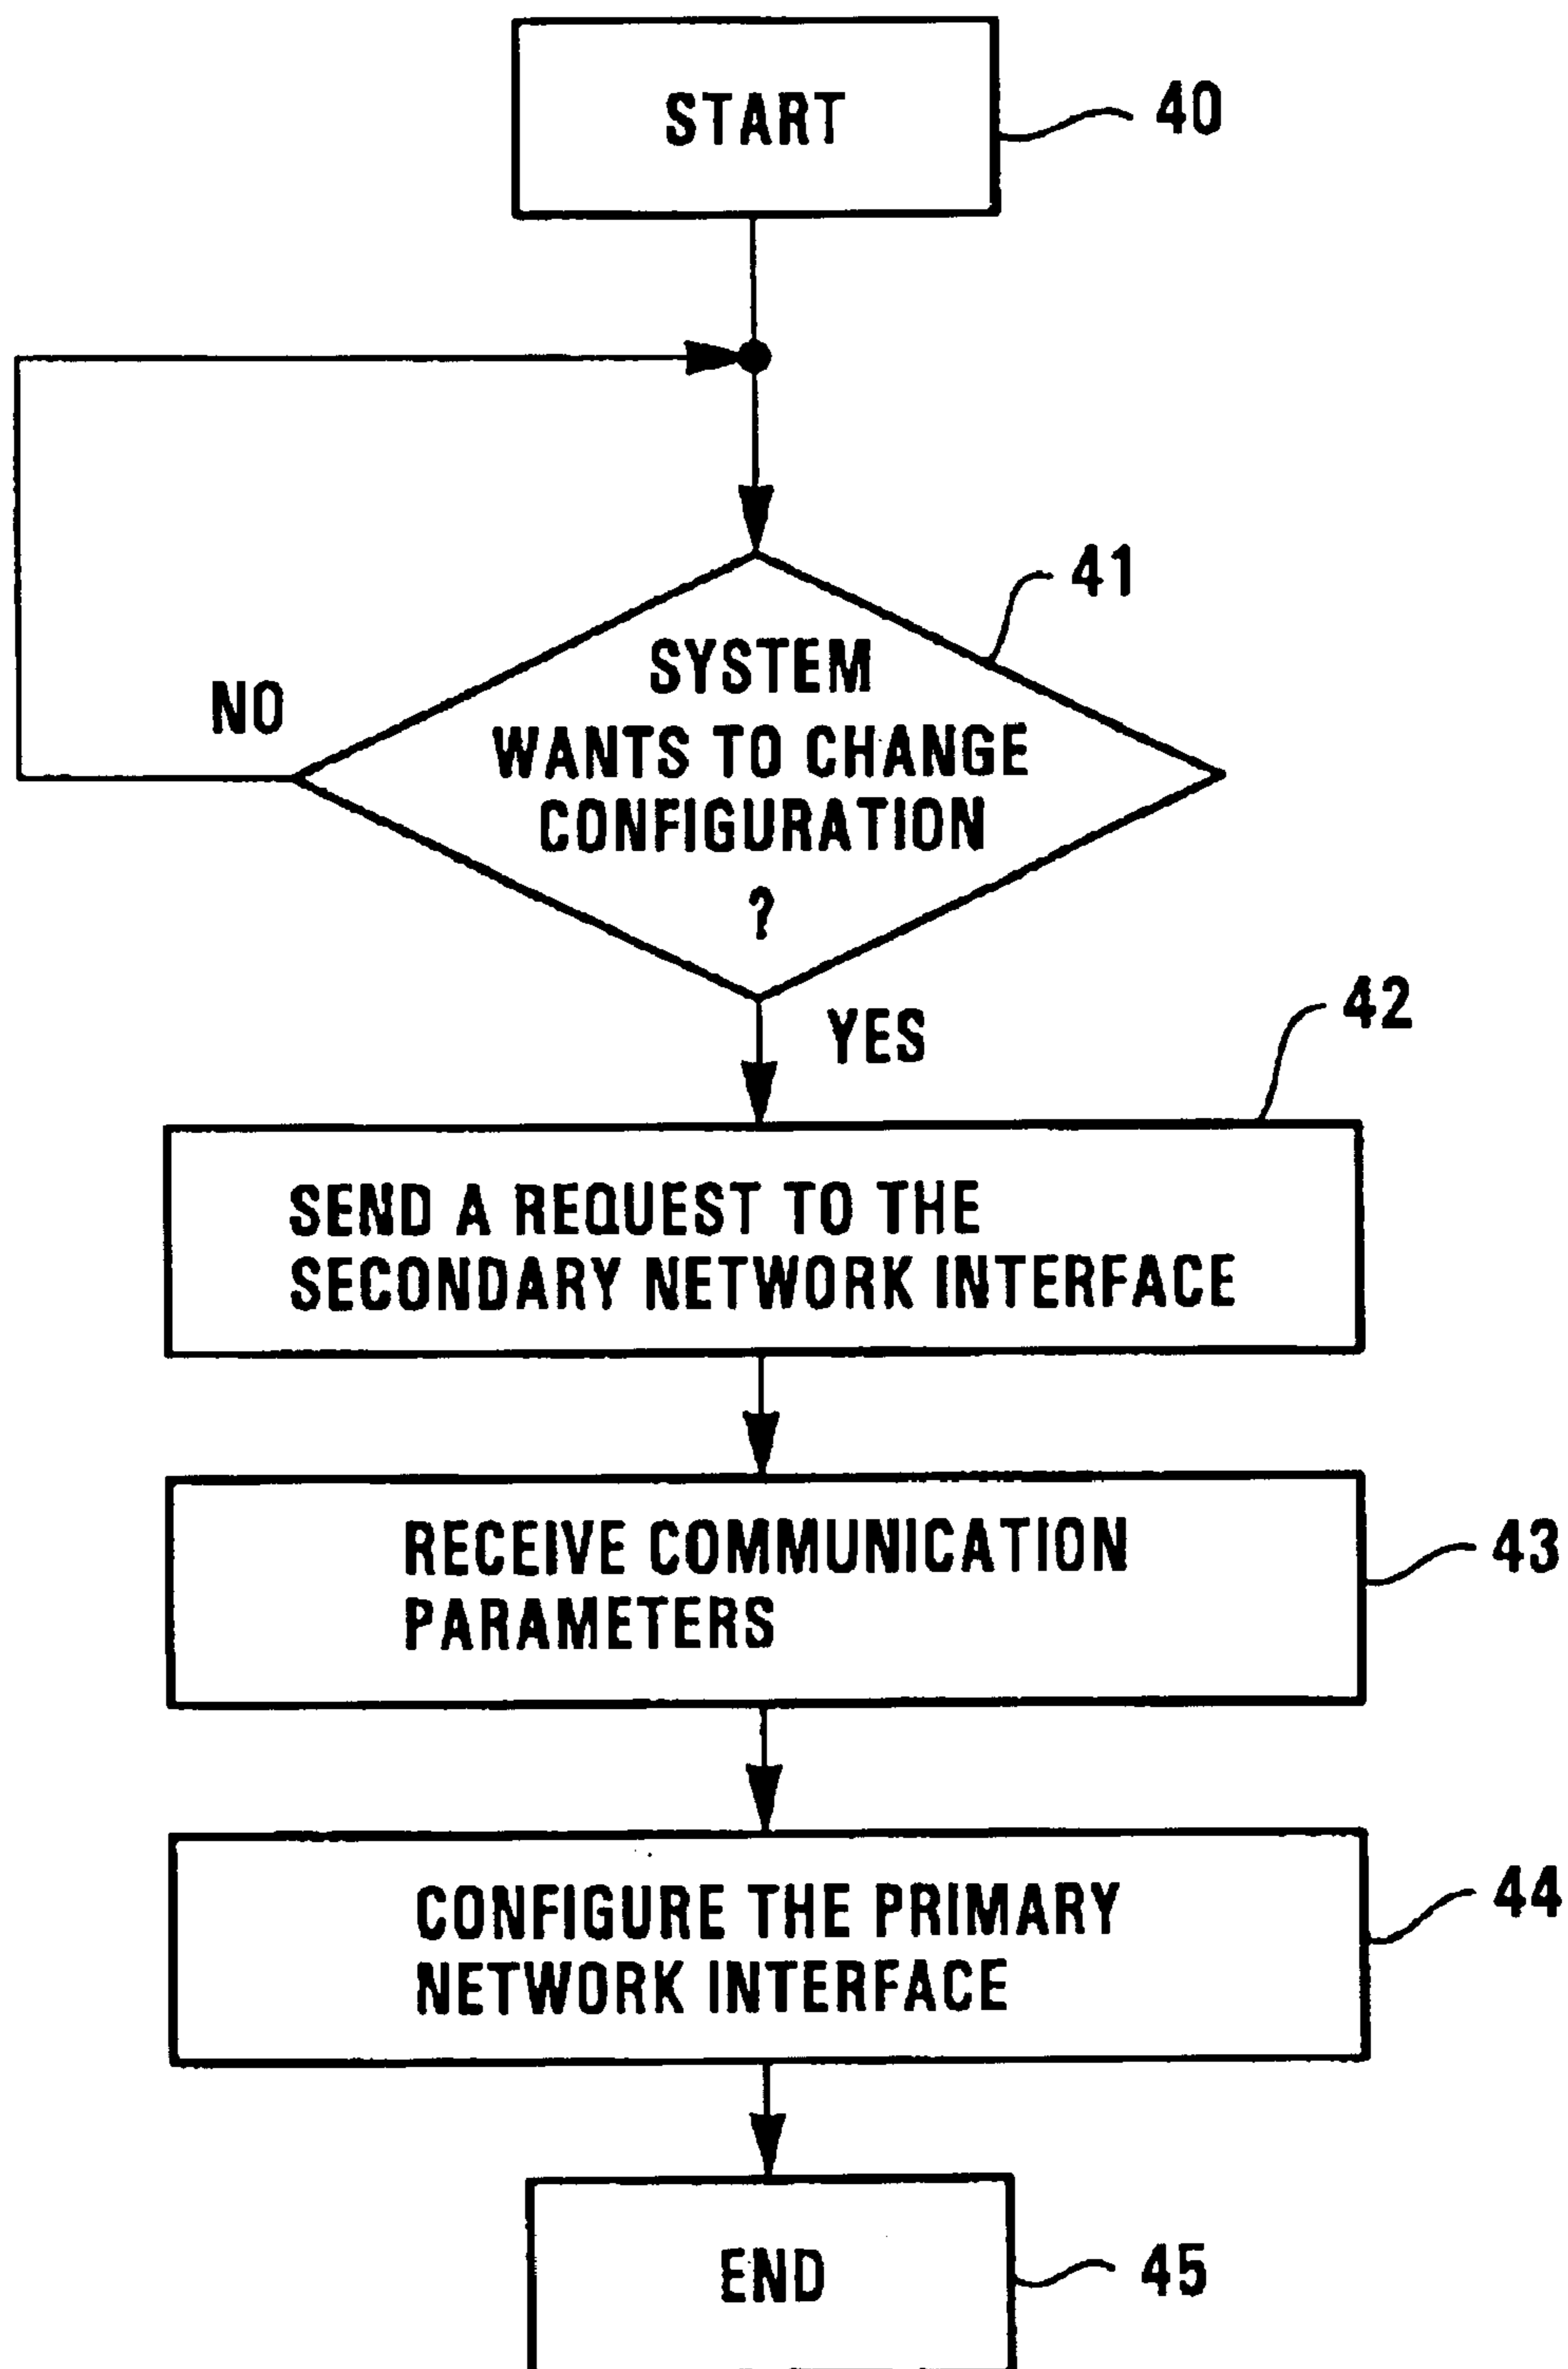 START
40
41
SYSTEM
WANTS TO CHANGE
CONFIGURATION
?
NO
YES
42
SEND A REQUEST TO THE
SECONDARY NETWORK INTERFACE
RECEIVE COMMUNICATION
PARAMETERS
43
CONFIGURE THE PRIMARY
NETWORK INTERFACE
44
END
45